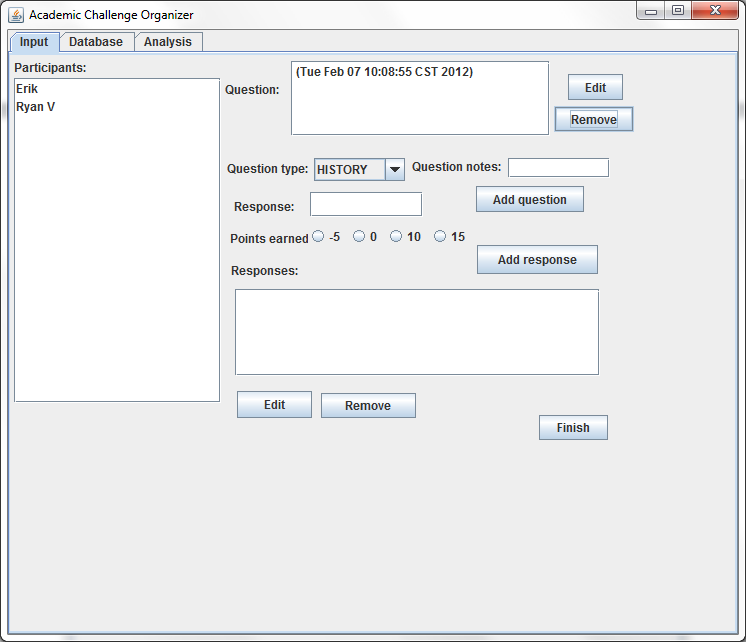 Academic Challenge Organizer
Input Database Analysis
Participants:
Erik
Ryan V
Question:
(Tue Feb 07 10:08:55 CST 2012)
Edit
Remove
Question type: HISTORY Question notes:
Response: Add question
Points earned -5 0 10 15
Add response
Responses:
Edit Remove
Finish